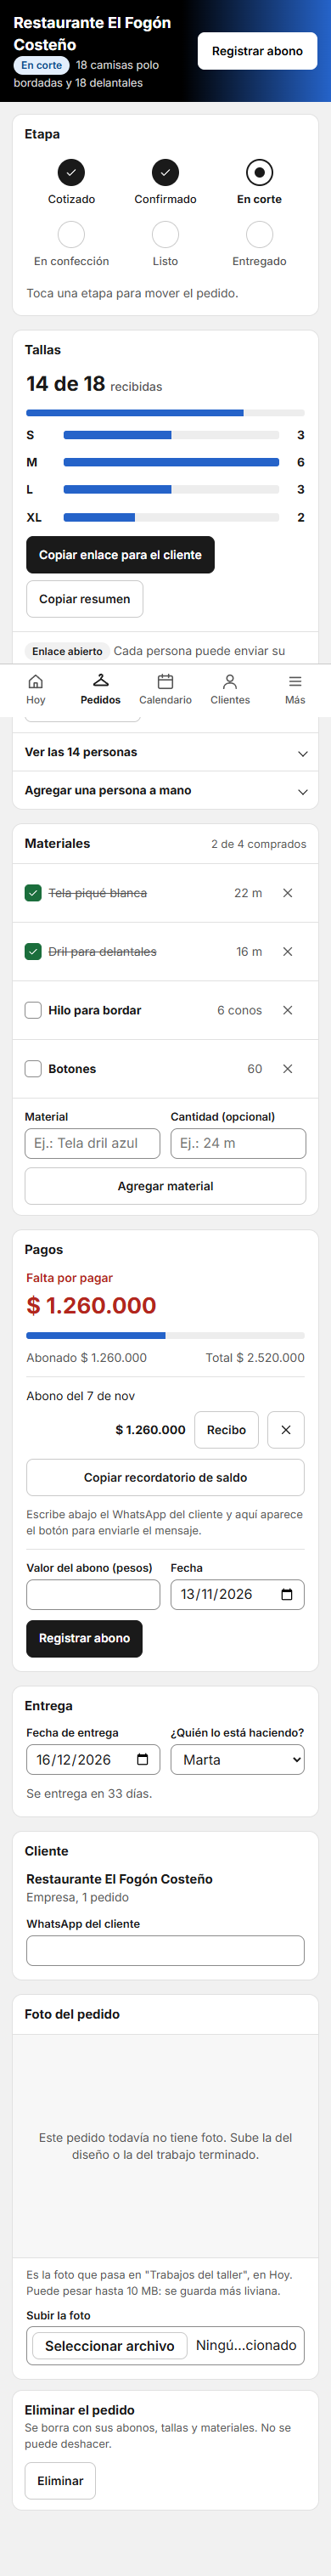 Restaurante El Fogón
Costeño
En corte 18 camisas polo
bordadas y 18 delantales
Registrar abono
Etapa
Cotizado Confirmado En corte
En confección Listo Entregado
Toca una etapa para mover el pedido.
Tallas
14 de 18 recibidas
S 3
M 6
L 3
XL 2
Copiar enlace para el cliente
Copiar resumen
Enlace abierto Cada persona puede enviar su
Hoy Pedidos Calendario Clientes Más
Ver las 14 personas
Agregar una persona a mano
Materiales 2 de 4 comprados
Tela piqué blanca 22 m
Dril para delantales 16 m
Hilo para bordar 6 conos
Botones 60
Material Cantidad (opcional)
Ej.: Tela dril azul Ej.: 24 m
Agregar material
Pagos
Falta por pagar
$ 1.260.000
Abonado $ 1.260.000 Total $ 2.520.000
Abono del 7 de nov
$ 1.260.000 Recibo
Copiar recordatorio de saldo
Escribe abajo el WhatsApp del cliente y aquí aparece
el botón para enviarle el mensaje.
Valor del abono (pesos) Fecha
13/11/2026
Registrar abono
Entrega
Fecha de entrega ¿Quién lo está haciendo?
16/12/2026 Marta
Se entrega en 33 días.
Cliente
Restaurante El Fogón Costeño
Empresa, 1 pedido
WhatsApp del cliente
Foto del pedido
Este pedido todavía no tiene foto. Sube la del
diseño o la del trabajo terminado.
Es la foto que pasa en "Trabajos del taller", en Hoy.
Puede pesar hasta 10 MB: se guarda más liviana.
Subir la foto
Seleccionar archivo Ningú...cionado
Eliminar el pedido
Se borra con sus abonos, tallas y materiales. No se
puede deshacer.
Eliminar